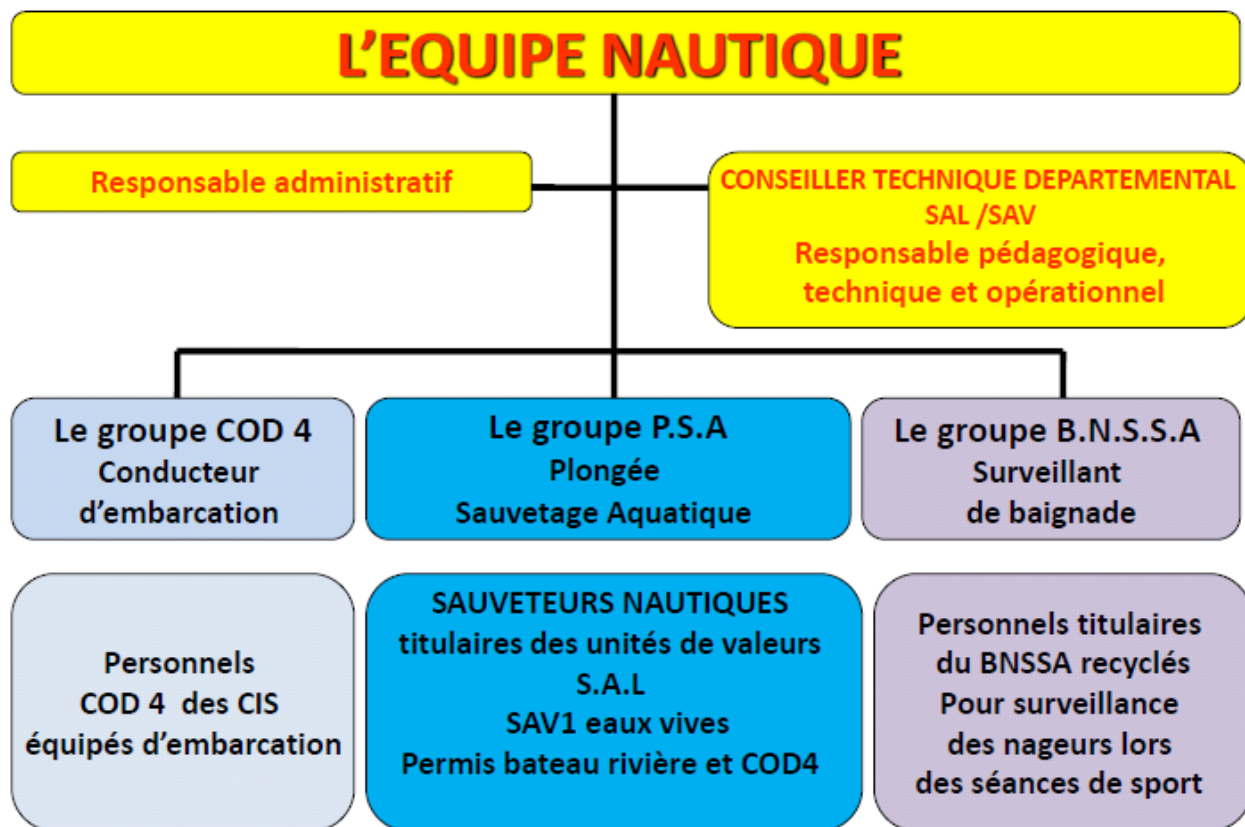 L'EQUIPE NAUTIQUE
Responsable administratif
CONSEILLER TECHNIQUE DEPARTEMENTAL
SAL /SAV
Responsable pédagogique,
technique et opérationnel
Le groupe COD 4
Conducteur
d'embarcation
Le groupe P.S.A
Plongée
Sauvetage Aquatique
Le groupe B.N.S.S.A
Surveillant
de baignade
Personnels
COD 4 des CIS
équipés d'embarcation
SAUVETEURS NAUTIQUES
titulaires des unités de valeurs
S.A.L
SAV1 eaux vives
Permis bateau rivière et COD4
Personnels titulaires
du BNSSA recyclés
Pour surveillance
des nageurs lors
des séances de sport